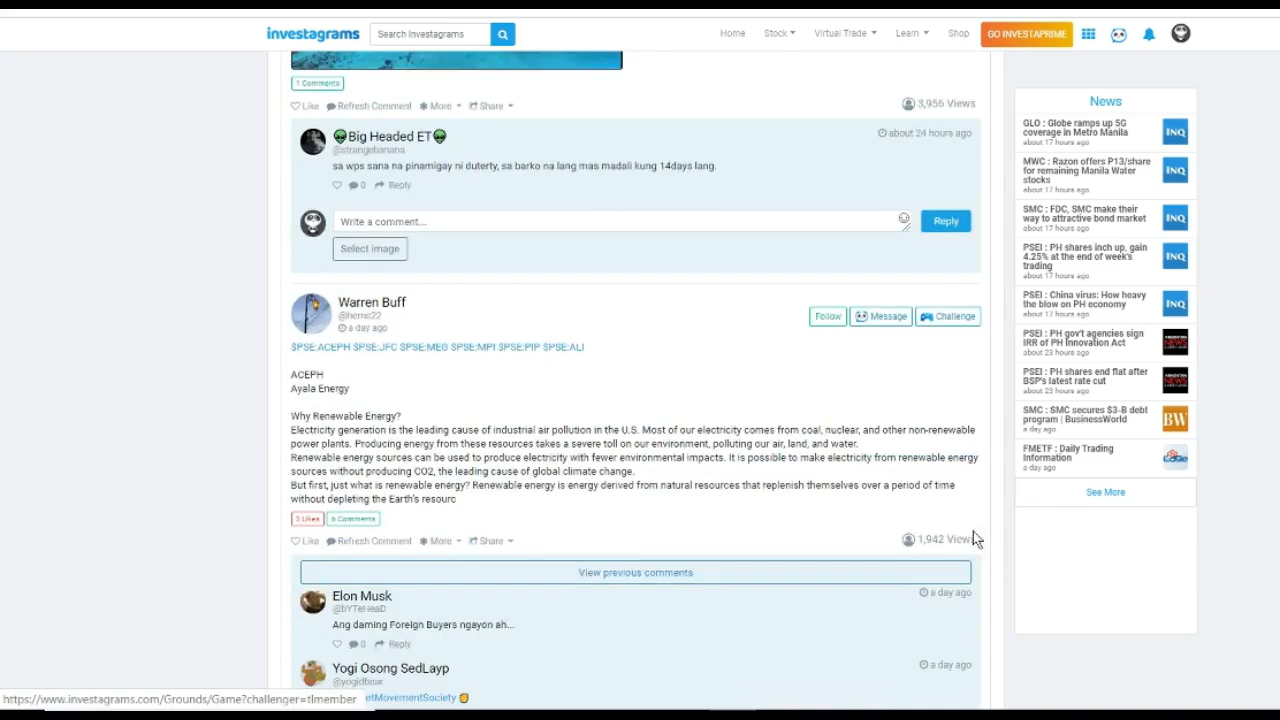 investagrams
Search Investagrams
Home
Stock
Virtual Trade
Learn
Shop
GO INVESTAPRIME
1 Comments
Like
Refresh Comment
More
Share
3,956 Views
Big Headed ET
@strangebanana
about 24 hours ago
sa wps sana na pinamigay ni duterty, sa barko na lang mas madali kung 14days lang.
0
Reply
Write a comment...
Reply
Select image
Warren Buff
@herns22
a day ago
Follow
Message
Challenge
$PSE:ACEPH $PSE:JFC $PSE:MEG $PSE:MPI $PSE:PIP $PSE:ALI
ACEPH
Ayala Energy
Why Renewable Energy?
Electricity generation is the leading cause of industrial air pollution in the U.S. Most of our electricity comes from coal, nuclear, and other non-renewable
power plants. Producing energy from these resources takes a severe toll on our environment, polluting our air, land, and water.
Renewable energy sources can be used to produce electricity with fewer environmental impacts. It is possible to make electricity from renewable energy
sources without producing CO2, the leading cause of global climate change.
But first, just what is renewable energy? Renewable energy is energy derived from natural resources that replenish themselves over a period of time
without depleting the Earth's resourc
3 Likes
6 Comments
Like
Refresh Comment
More
Share
1,942 Views
View previous comments
Elon Musk
@bYTeHeaD
a day ago
Ang daming Foreign Buyers ngayon ah...
0
Reply
Yogi Osong SedLayp
@yogidbear
a day ago
etMovementSociety
https://www.investagrams.com/Grounds/Game?challenger=tlmember
News
GLO : Globe ramps up 5G
coverage in Metro Manila
about 17 hours ago
INQ
MWC : Razon offers P13/share
for remaining Manila Water
stocks
about 17 hours ago
INQ
SMC : FDC, SMC make their
way to attractive bond market
about 17 hours ago
INQ
PSEI : PH shares inch up, gain
4.25% at the end of week's
trading
about 17 hours ago
INQ
PSEI : China virus: How heavy
the blow on PH economy
about 17 hours ago
INQ
PSEI : PH gov't agencies sign
IRR of PH Innovation Act
about 23 hours ago
NEWS
PSEI : PH shares end flat after
BSP's latest rate cut
about 23 hours ago
NEWS
SMC : SMC secures $3-B debt
program | BusinessWorld
a day ago
BW
FMETF : Daily Trading
Information
a day ago
See More